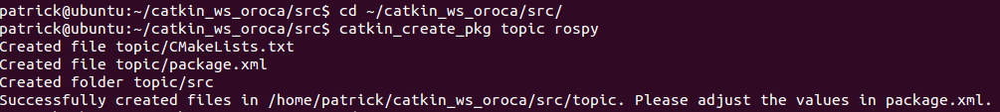 patrick@ubuntu:~/catkin_ws_oroca/src$ cd ~/catkin_ws_oroca/src/
patrick@ubuntu:~/catkin_ws_oroca/src$ catkin_create_pkg topic rospy
Created file topic/CMakeLists.txt
Created file topic/package.xml
Created folder topic/src
Successfully created files in /home/patrick/catkin_ws_oroca/src/topic. Please adjust the values in package.xml.